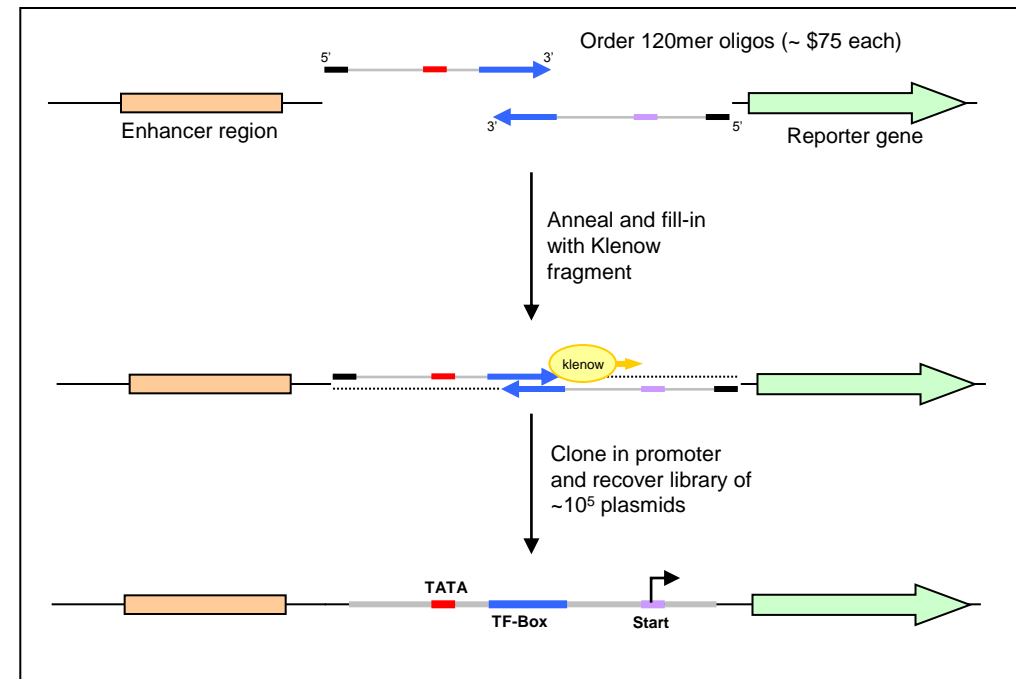 Order 120mer oligos (~ $75 each)
5’
3’
3’
5’
Enhancer region
Reporter gene
Anneal and fill-in
with Klenow
fragment
klenow
Clone in promoter
and recover library of
~10⁵ plasmids
TATA
TF-Box
Start